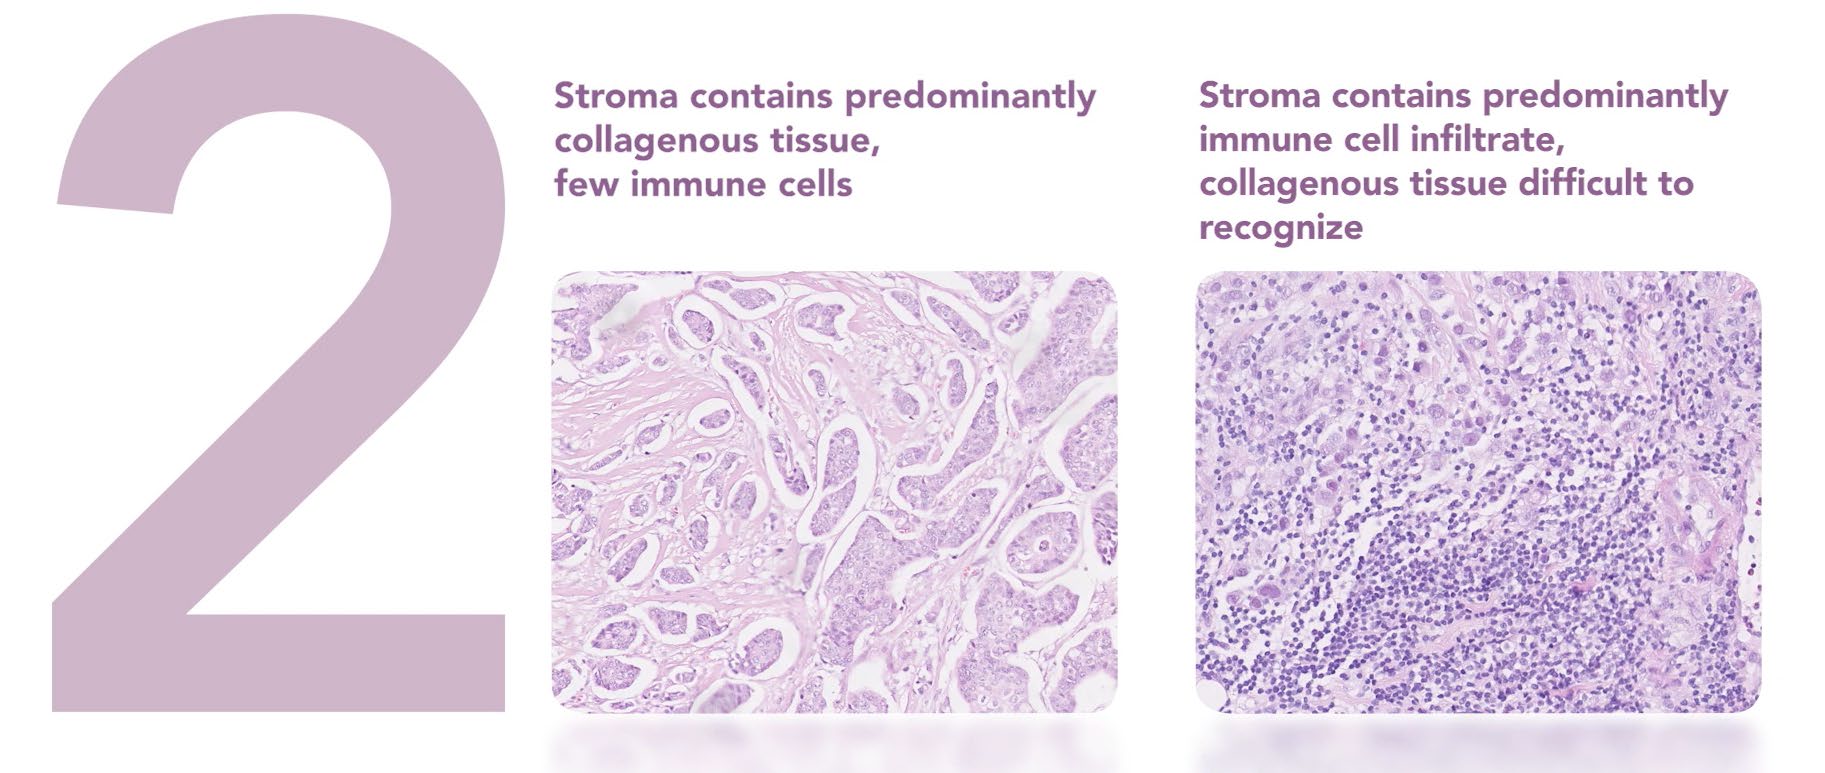 2
Stroma contains predominantly
collagenous tissue,
few immune cells
Stroma contains predominantly
immune cell infiltrate,
collagenous tissue difficult to
recognize